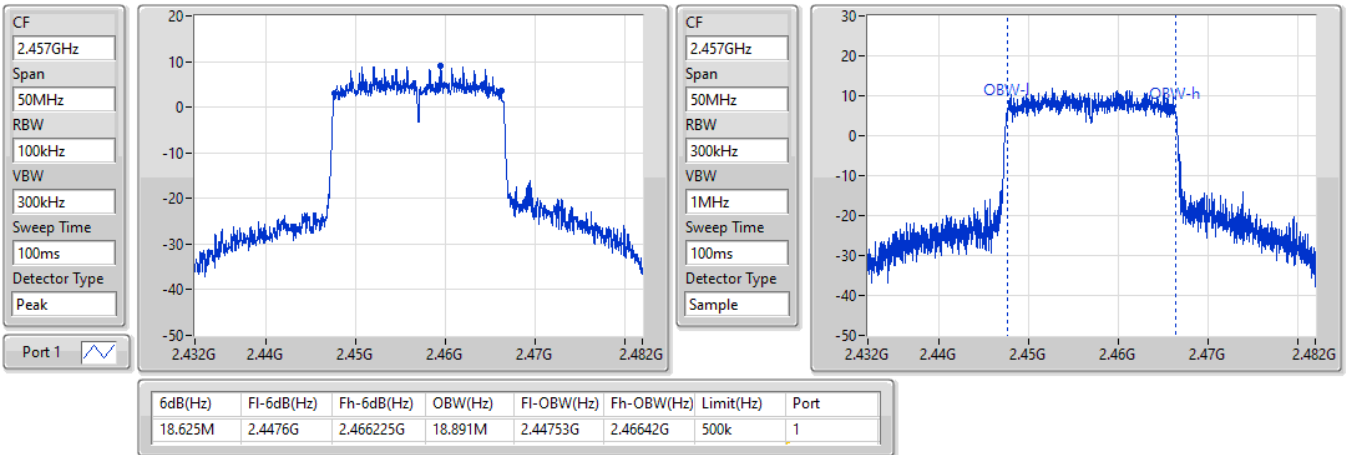 CF
2.457GHz
Span
50MHz
RBW
100kHz
VBW
300kHz
Sweep Time
100ms
Detector Type
Peak
Port 1
20
10
0
-10
-20
-30
-40
-50
2.432G 2.44G 2.45G 2.46G 2.47G 2.482G
CF
2.457GHz
Span
50MHz
RBW
300kHz
VBW
1MHz
Sweep Time
100ms
Detector Type
Sample
30
20
10
0
-10
-20
-30
-40
-50
OBW-l OBW-h
2.432G 2.44G 2.45G 2.46G 2.47G 2.482G
6dB(Hz) Fl-6dB(Hz) Fh-6dB(Hz) OBW(Hz) Fl-OBW(Hz) Fh-OBW(Hz) Limit(Hz) Port
18.625M 2.4476G 2.466225G 18.891M 2.44753G 2.46642G 500k 1